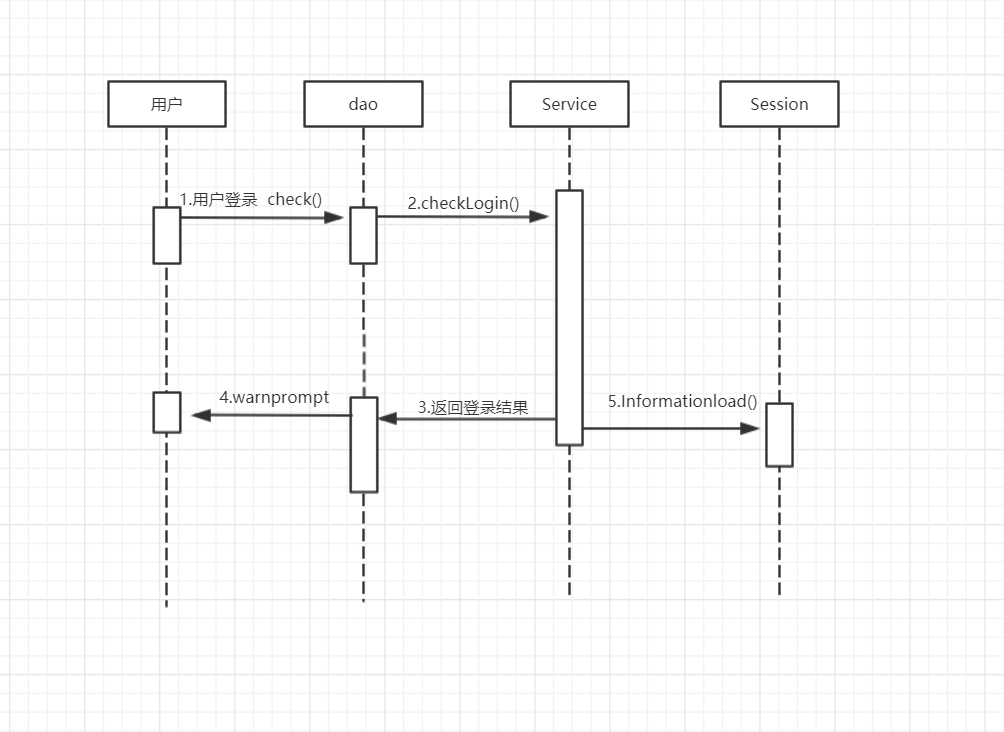 用户
dao
Service
Session
1.用户登录  check()
2.checkLogin()
4.warnprompt
3.返回登录结果
5.Informationload()